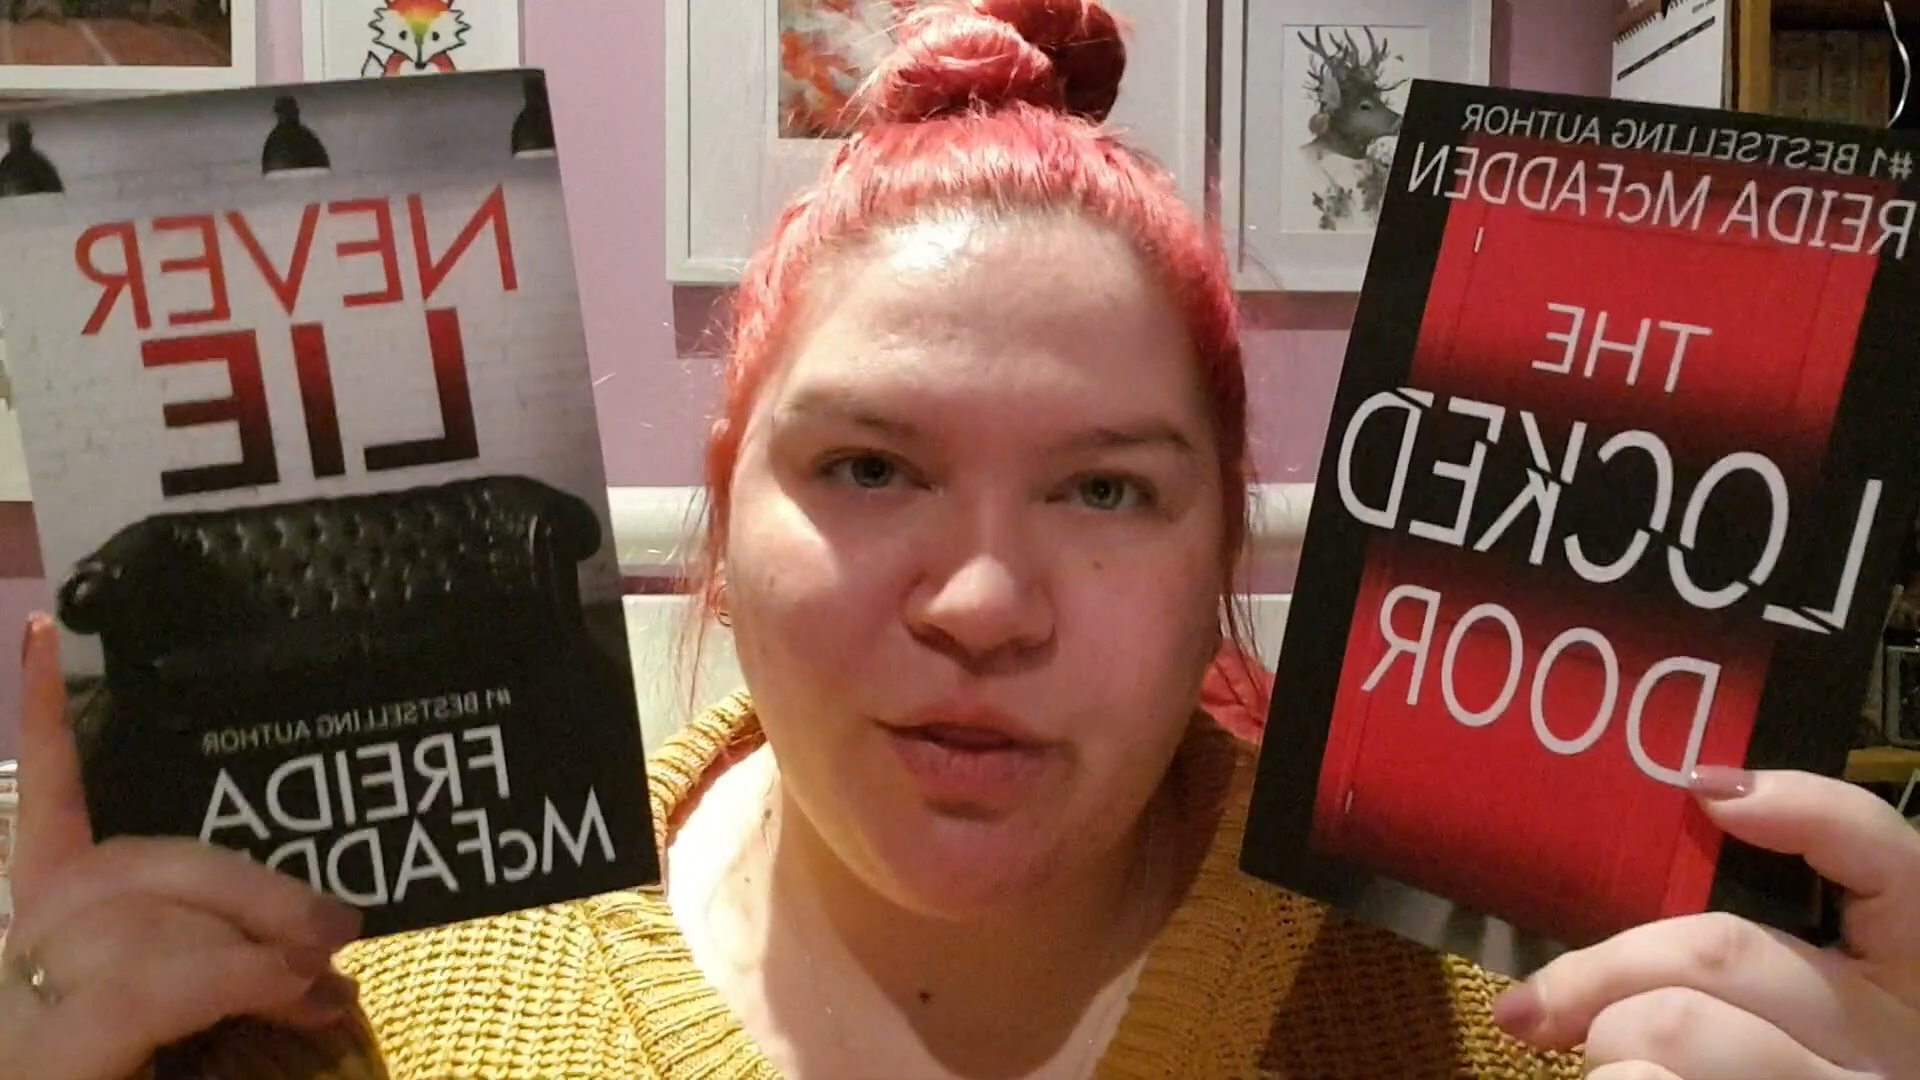 NEVER
LIE
#1 BESTSELLING AUTHOR
FREIDA
McFADD
#1 BESTSELLING AUTHOR
REIDA McFADDEN
THE
LOCKED
DOOR